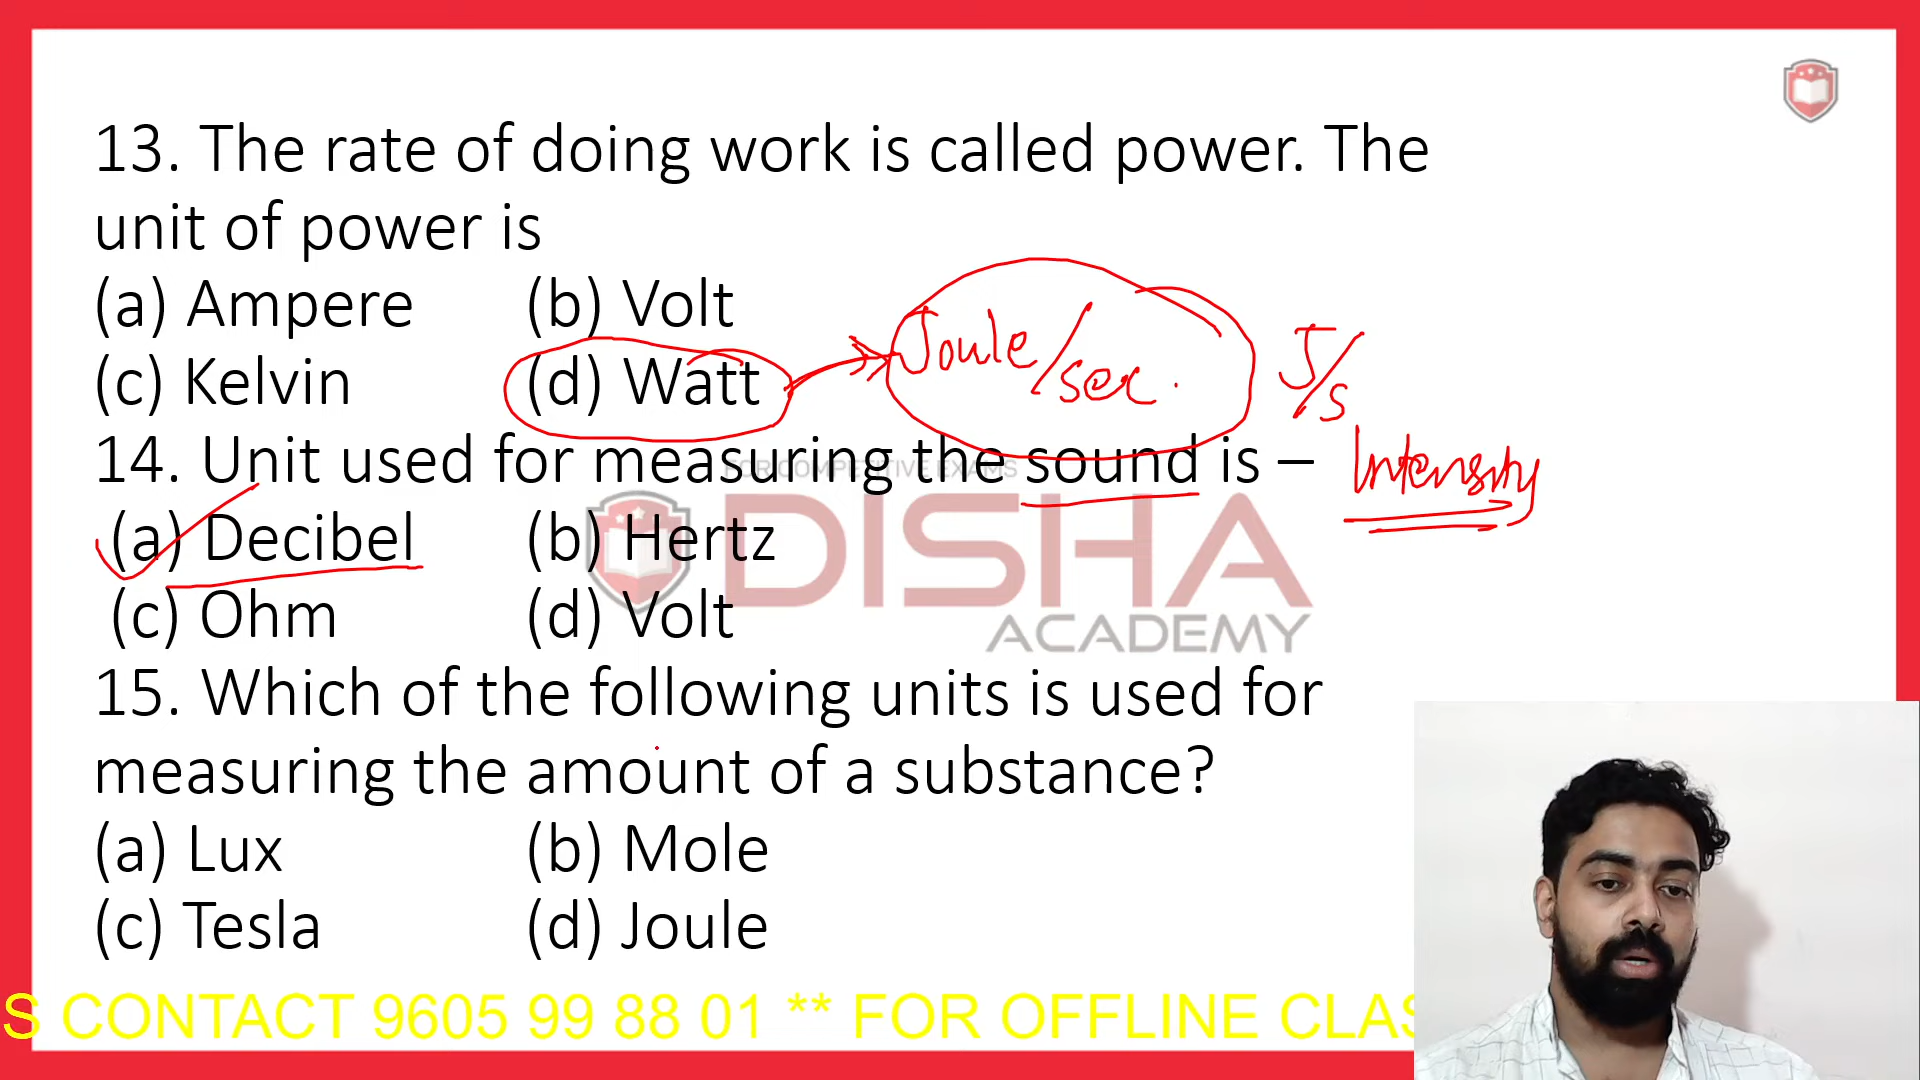 13. The rate of doing work is called power. The
unit of power is
(a) Ampere (b) Volt
Joule/sec. J/s
(c) Kelvin (d) Watt
14. Unit used for measuring the sound is – Intensity
FOR COMPETITIVE EXAMS
(a) Decibel (b) Hertz
DISHA
(c) Ohm (d) Volt
ACADEMY
15. Which of the following units is used for
measuring the amount of a substance?
(a) Lux (b) Mole
(c) Tesla (d) Joule
S CONTACT 9605 99 88 01 ** FOR OFFLINE CLAS